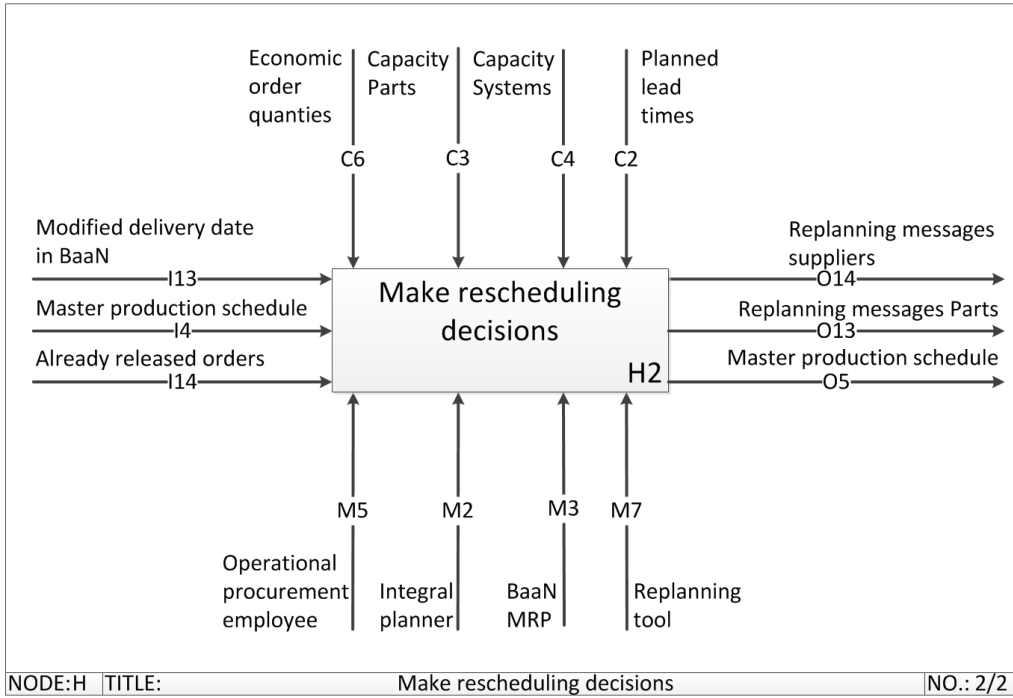 Economic
order
quanties
Capacity
Parts
Capacity
Systems
Planned
lead
times
C6
C3
C4
C2
Modified delivery date
in BaaN
I13
Master production schedule
I4
Already released orders
I14
Make rescheduling
decisions
H2
Replanning messages
suppliers
O14
Replanning messages Parts
O13
Master production schedule
O5
M5
M2
M3
M7
Operational
procurement
employee
Integral
planner
BaaN
MRP
Replanning
tool
NODE:H TITLE: Make rescheduling decisions NO.: 2/2